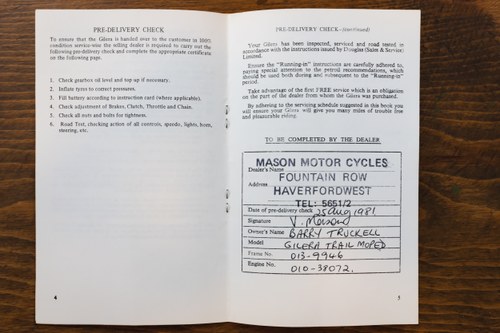 PRE-DELIVERY CHECK
To ensure that the Gilera is handed over to the customer in 100%
condition service-wise the selling dealer is required to carry out the
following pre-delivery check and complete the appropriate certificate
on the following page.
1. Check gearbox oil level and top up if necessary.
2. Inflate tyres to correct pressures.
3. Fill battery according to instruction card (where applicable).
4. Check adjustment of Brakes, Clutch, Throttle and Chain.
5. Check all nuts and bolts for tightness.
6. Road Test, checking action of all controls, speedo, lights, horn,
steering, etc.
4
PRE-DELIVERY CHECK—(continued)
Your Gilera has been inspected, serviced and road tested in
accordance with the instructions issued by Douglas (Sales & Service)
Limited.
Ensure the "Running-in" instructions are carefully adhered to,
paying special attention to the petroil recommendations, which
should be used both during and subsequent to the "Running-in"
period.
Take advantage of the first FREE service which is an obligation
on the part of the dealer from whom the Gilera was purchased.
By adhering to the servicing schedule suggested in this book you
will ensure your Gilera will give you many miles of trouble free
and pleasurable riding.
TO BE COMPLETED BY THE DEALER
MASON MOTOR CYCLES
Dealer's Name
FOUNTAIN ROW
Address
HAVERFORDWEST
TEL: 5651/2
Date of pre-delivery check 25 Aug 1981
Signature V. Mason
Owner's Name BARRY TRUCKELL
Model GILERA TRAIL MOPED
Frame No. 013-9946
Engine No. 010-38072.
5